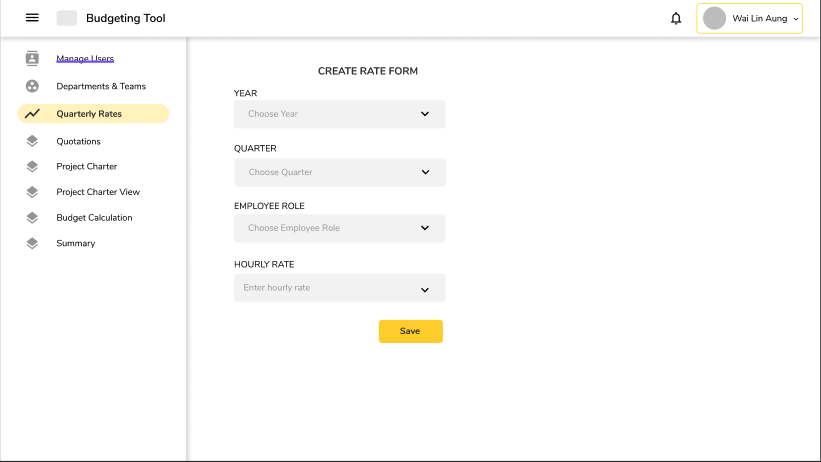 Budgeting Tool
Wai Lin Aung
Manage Users
Departments & Teams
Quarterly Rates
Quotations
Project Charter
Project Charter View
Budget Calculation
Summary
CREATE RATE FORM
YEAR
Choose Year
QUARTER
Choose Quarter
EMPLOYEE ROLE
Choose Employee Role
HOURLY RATE
Enter hourly rate
Save